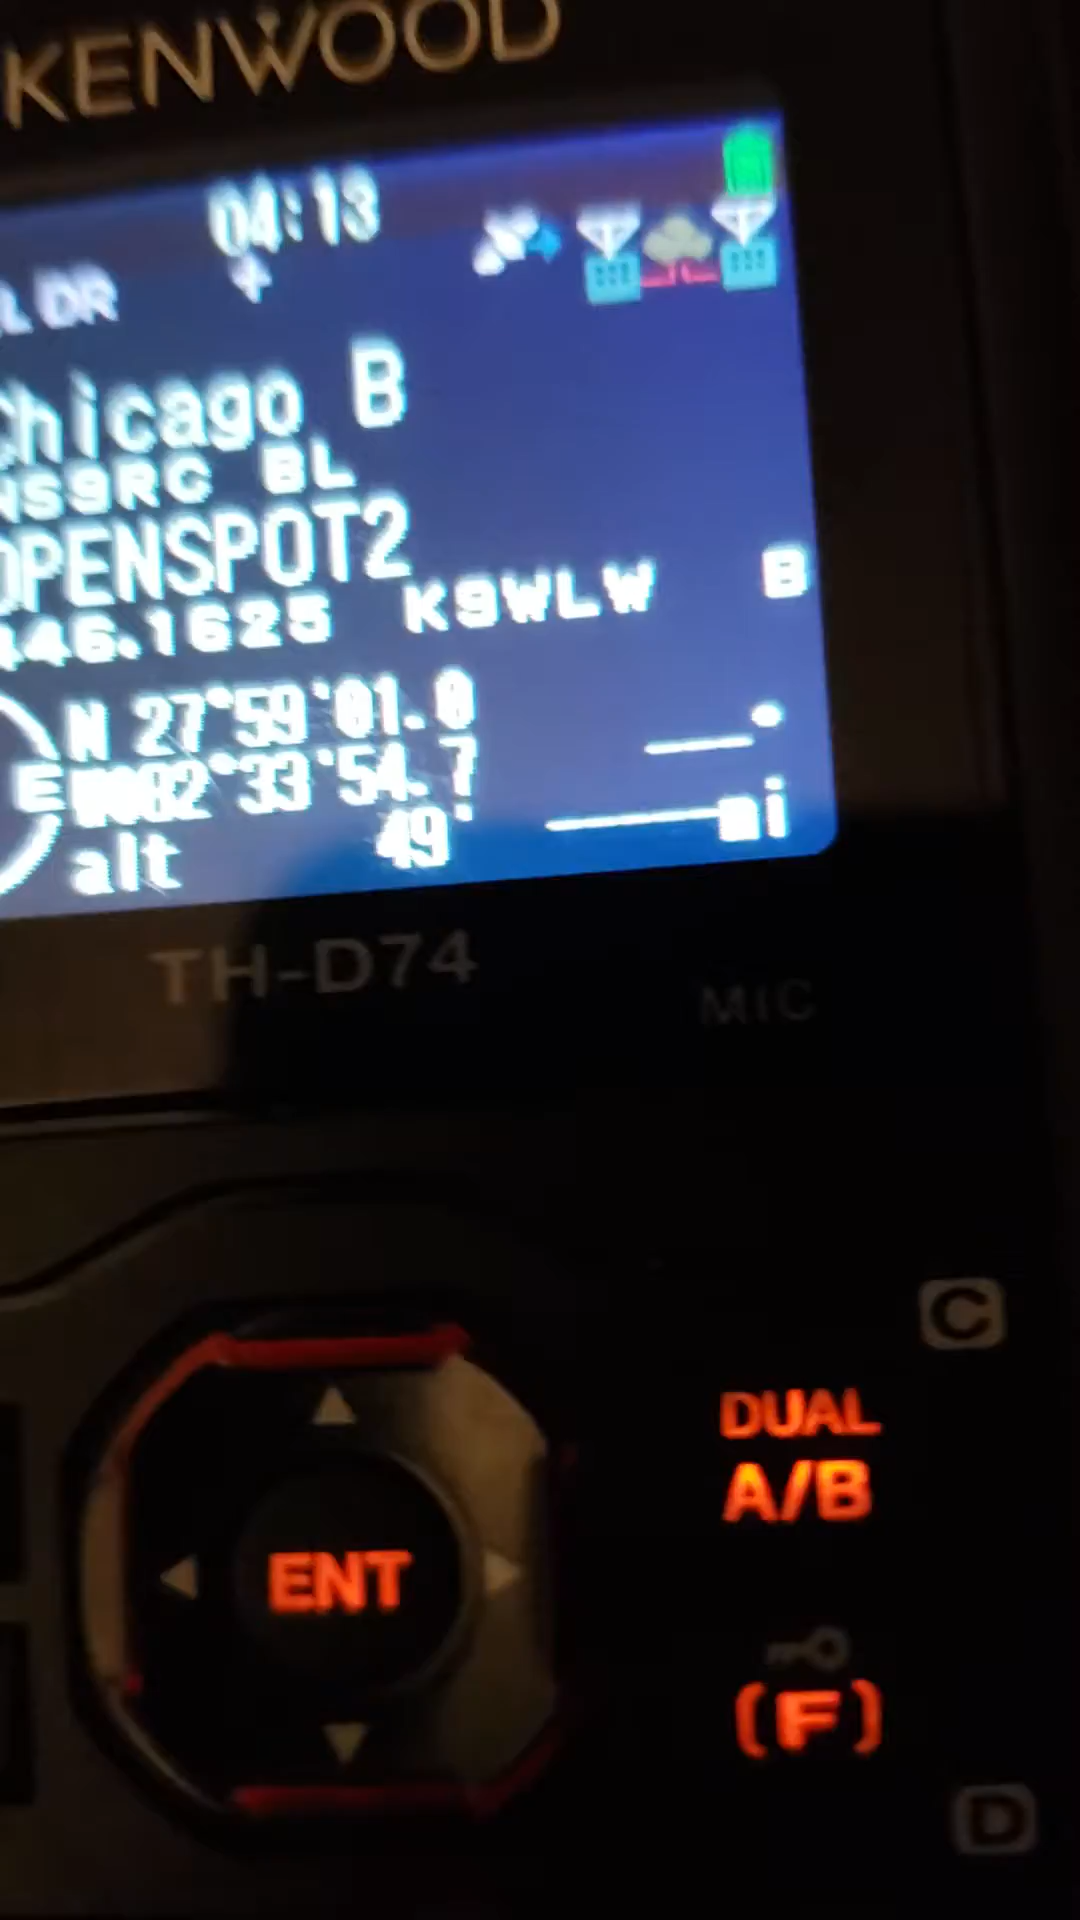 KENWOOD
04:13
L DR
+
Chicago B
NS9RC BL
OPENSPOT2
446.1625 K9WLW B
N 27°59'01.0
E W082°33'54.7
alt 49'
mi
TH-D74
MIC
C
DUAL
A/B
ENT
(F)
D